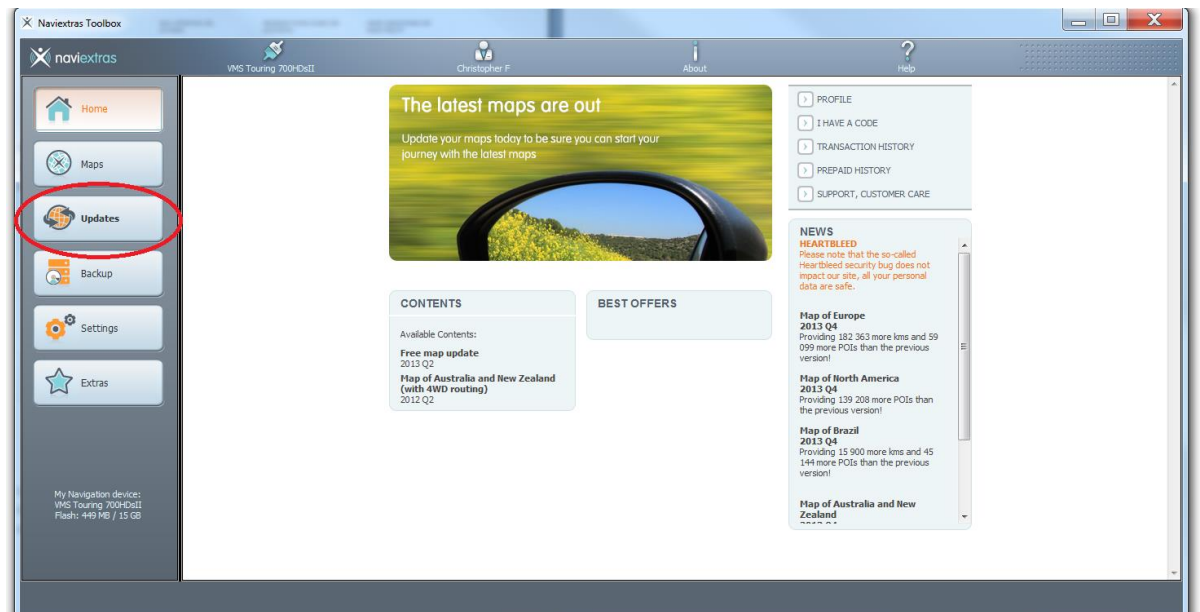 Naviextras Toolbox
naviextras
VMS Touring 700HDsII
Christopher F
About
Help
Home
Maps
Updates
Backup
Settings
Extras
My Navigation device:
VMS Touring 700HDsII
Flash: 449 MB / 15 GB
The latest maps are out
Update your maps today to be sure you can start your
journey with the latest maps
CONTENTS
Available Contents:
Free map update
2013 Q2
Map of Australia and New Zealand
(with 4WD routing)
2012 Q2
BEST OFFERS
PROFILE
I HAVE A CODE
TRANSACTION HISTORY
PREPAID HISTORY
SUPPORT, CUSTOMER CARE
NEWS
HEARTBLEED
Please note that the so-called
Heartbleed security bug does not
impact our site, all your personal
data are safe.
Map of Europe
2013 Q4
Providing 182 363 more kms and 59
099 more POIs than the previous
version!
Map of North America
2013 Q4
Providing 139 208 more POIs than
the previous version!
Map of Brazil
2013 Q4
Providing 15 900 more kms and 45
144 more POIs than the previous
version!
Map of Australia and New
Zealand